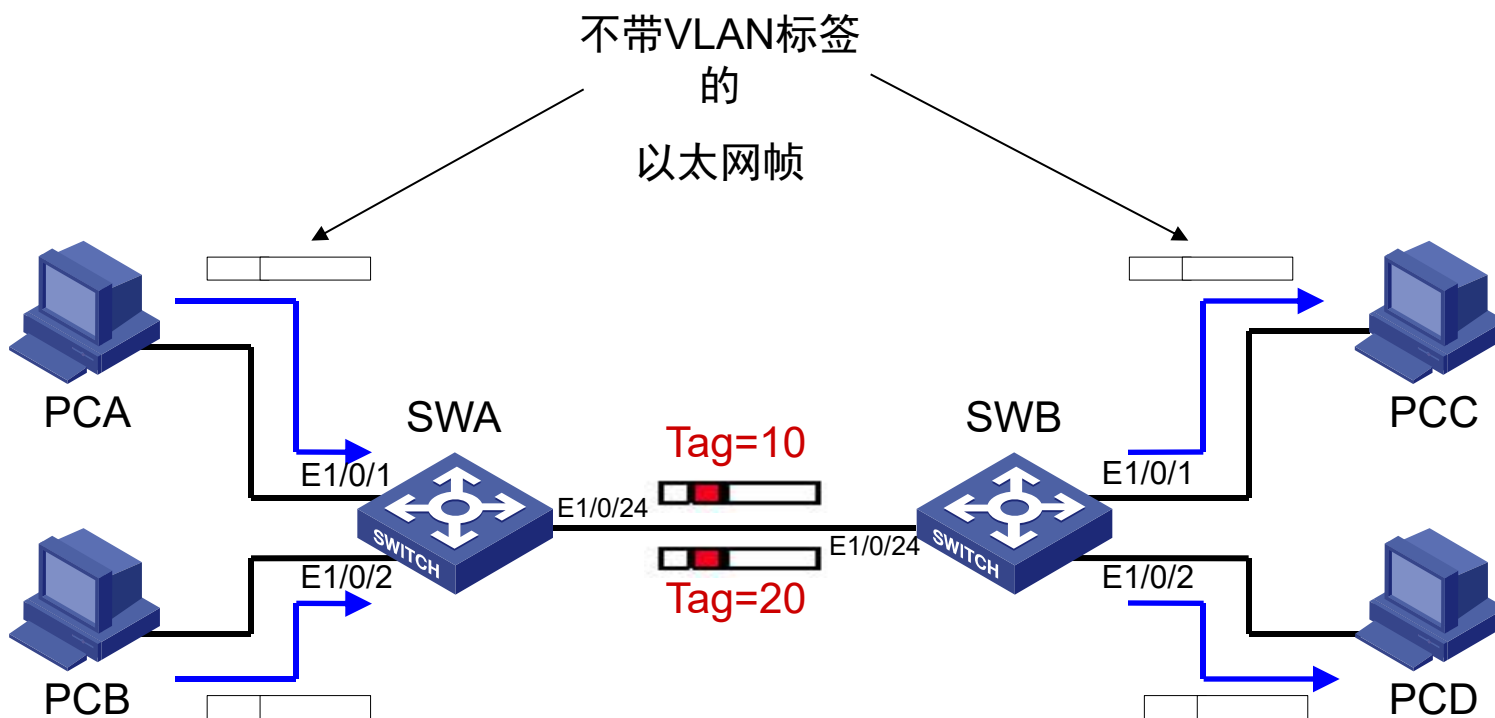 不带VLAN标签
的
以太网帧
PCA
SWA
SWB
PCC
Tag=10
E1/0/1
E1/0/1
E1/0/24
E1/0/24
SWITCH
SWITCH
E1/0/2
E1/0/2
Tag=20
PCB
PCD